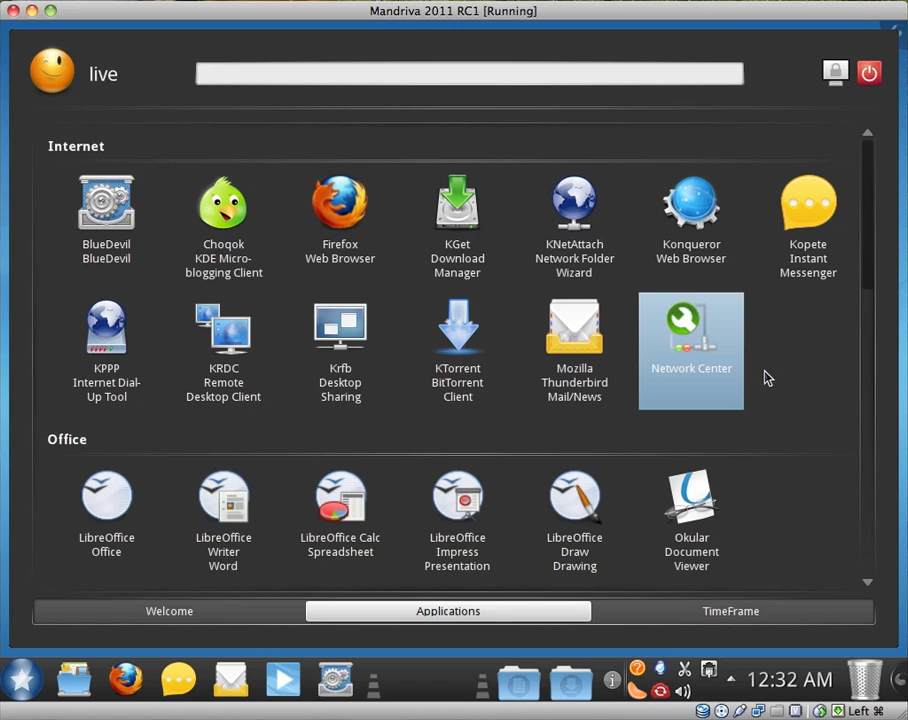 Mandriva 2011 RC1 [Running]
live
Internet
BlueDevil
BlueDevil
Choqok
KDE Micro-
blogging Client
Firefox
Web Browser
KGet
Download
Manager
KNetAttach
Network Folder
Wizard
Konqueror
Web Browser
Kopete
Instant
Messenger
KPPP
Internet Dial-
Up Tool
KRDC
Remote
Desktop Client
Krfb
Desktop
Sharing
KTorrent
BitTorrent
Client
Mozilla
Thunderbird
Mail/News
Network Center
Office
LibreOffice
Office
LibreOffice
Writer
Word
LibreOffice Calc
Spreadsheet
LibreOffice
Impress
Presentation
LibreOffice
Draw
Drawing
Okular
Document
Viewer
Welcome
Applications
TimeFrame
12:32 AM
Left ⌘